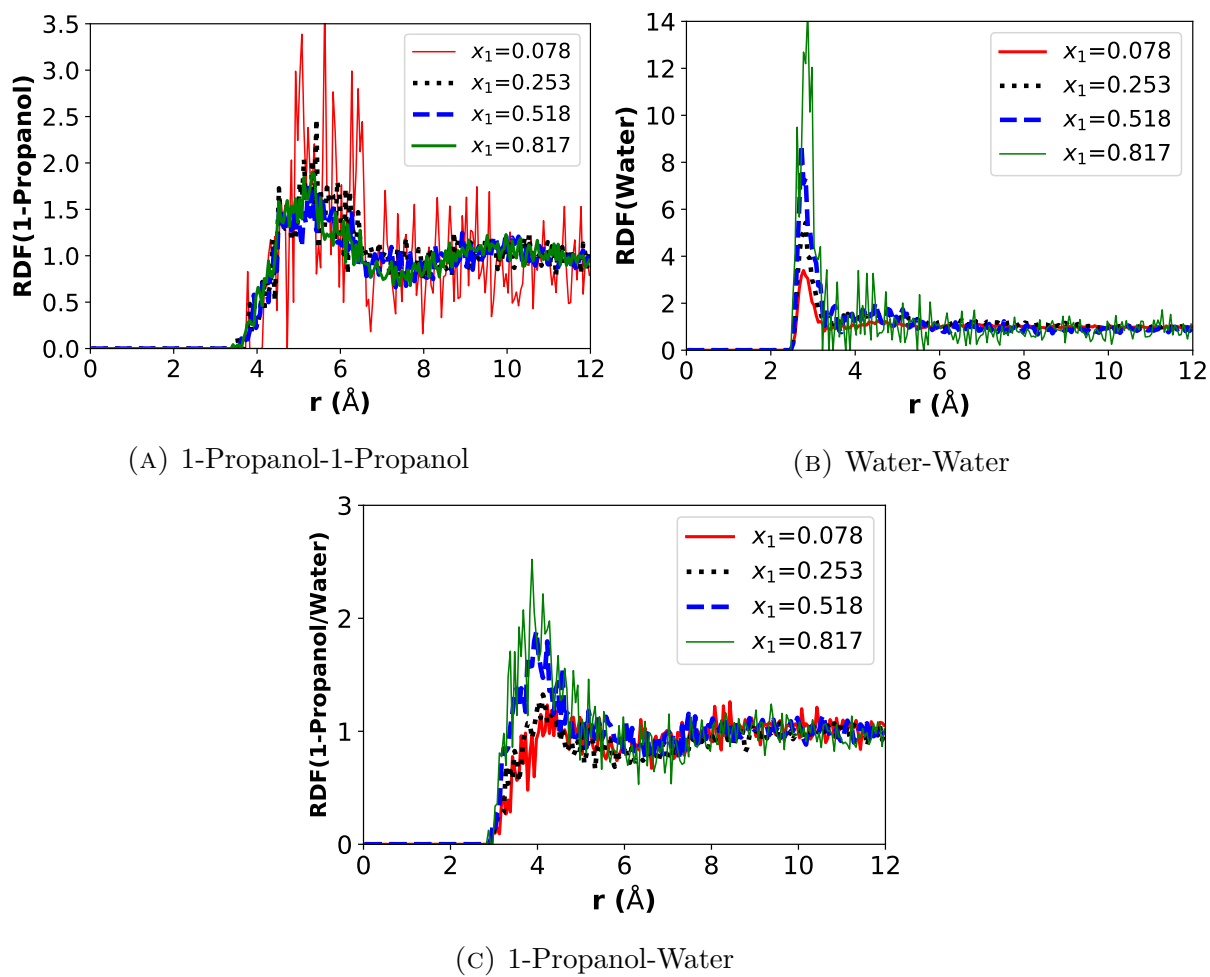 RDF(1-Propanol)
3.5
3.0
2.5
2.0
1.5
1.0
0.5
0.0
x₁=0.078
x₁=0.253
x₁=0.518
x₁=0.817
0 2 4 6 8 10 12
r (Å)
(A) 1-Propanol-1-Propanol
RDF(Water)
14
12
10
8
6
4
2
0
x₁=0.078
x₁=0.253
x₁=0.518
x₁=0.817
0 2 4 6 8 10 12
r (Å)
(B) Water-Water
RDF(1-Propanol/Water)
3
2
1
0
x₁=0.078
x₁=0.253
x₁=0.518
x₁=0.817
0 2 4 6 8 10 12
r (Å)
(C) 1-Propanol-Water